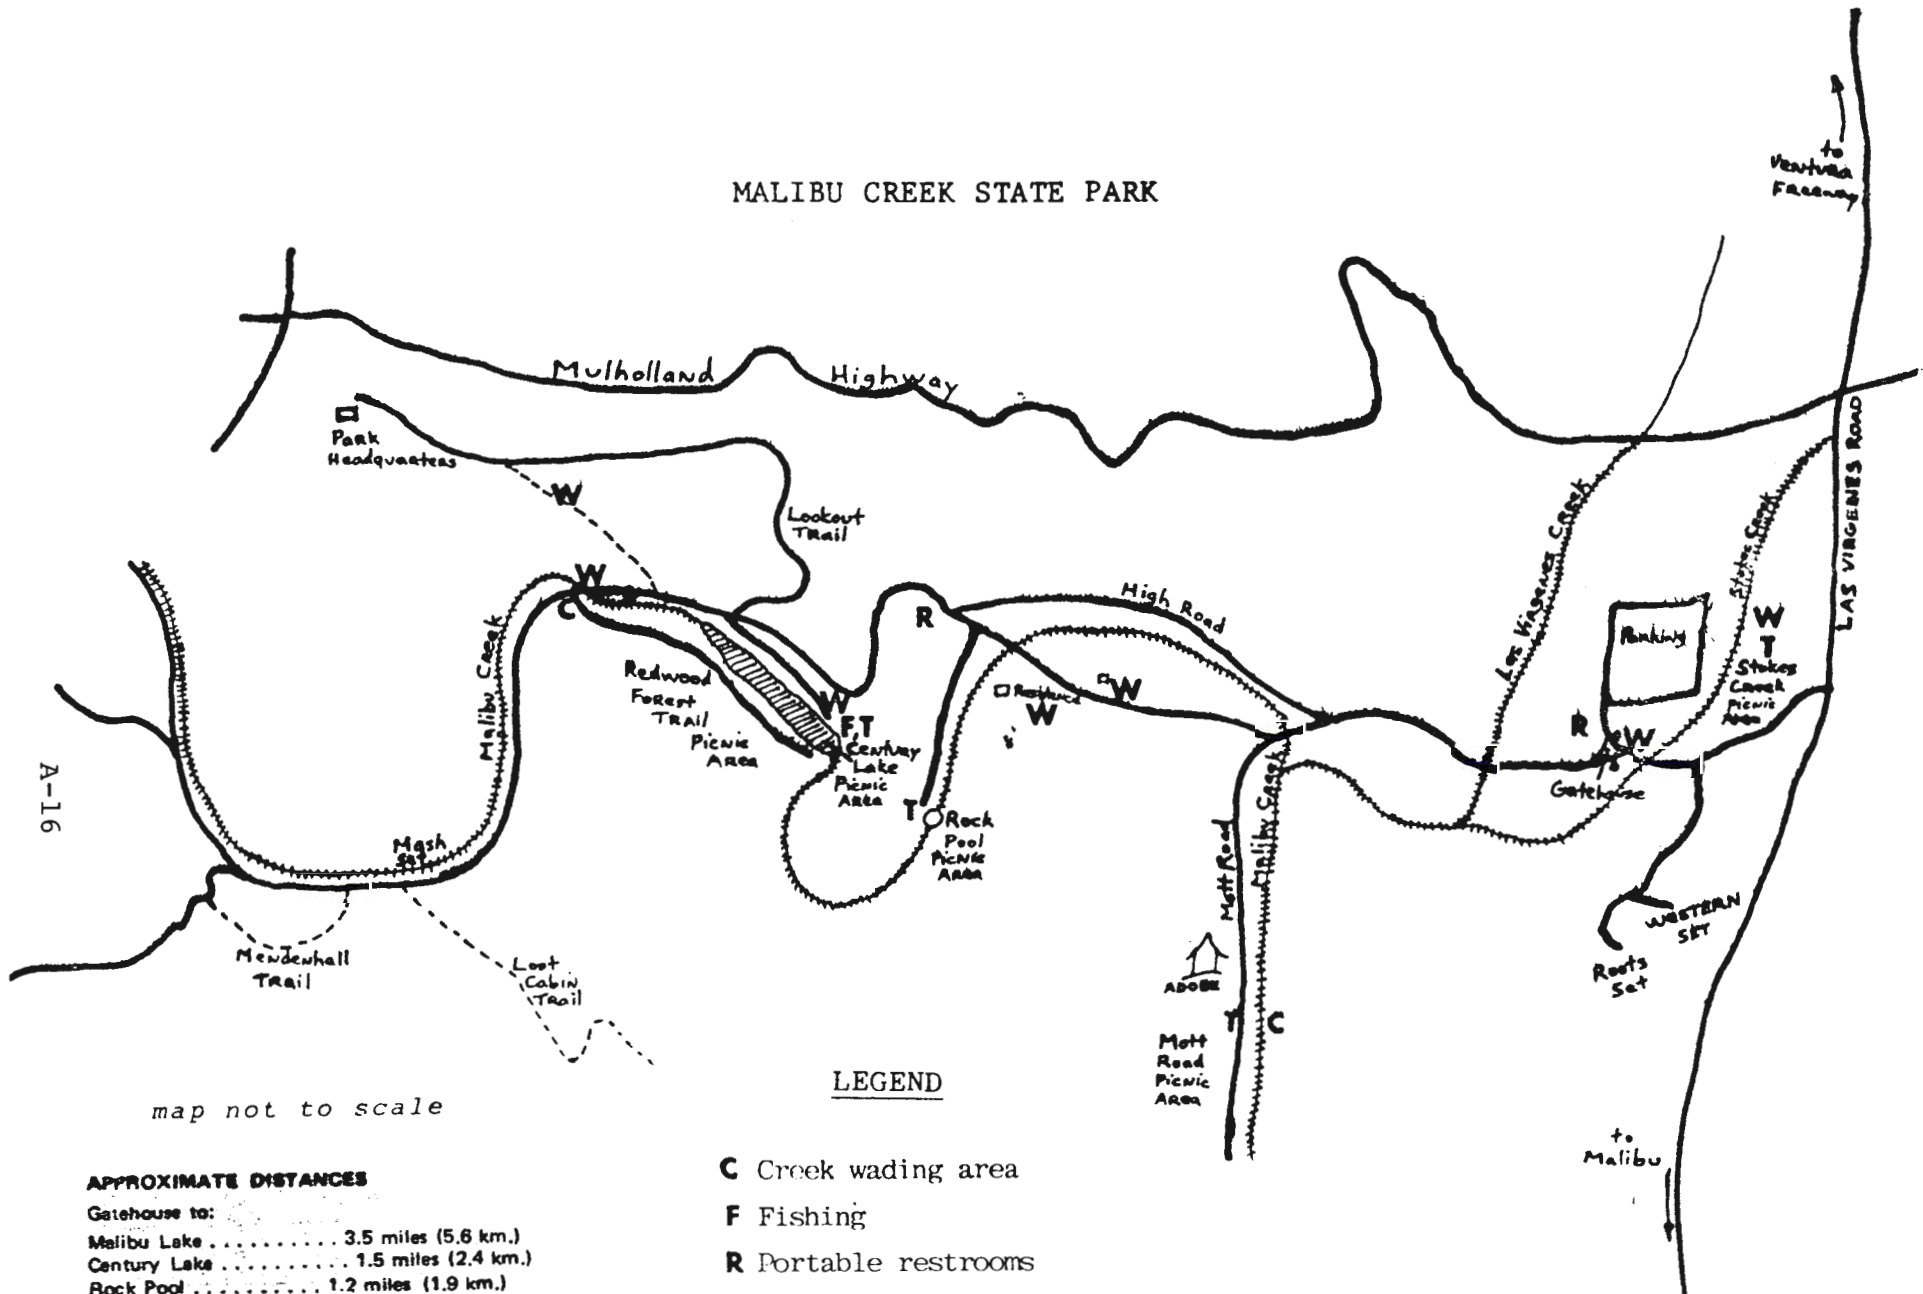 MALIBU CREEK STATE PARK
to
Ventura
Freeway
Mulholland Highway
Park
Headquarters
W
Lookout
Trail
LAS VIRGENES ROAD
Las Virgenes Creek
Stokes Creek
W
C
Malibu Creek
Redwood
Forest
Trail
Picnic
Area
W
F,T
Century
Lake
Picnic
Area
R
High Road
Residence
W
W
T
Rock
Pool
Picnic
Area
Parking
W
T
Stokes
Creek
Picnic
Area
R
W
Gatehouse
Western
Set
Roots
Set
Mash
Set
Mendenhall
Trail
Lost
Cabin
Trail
Mott Road
Malibu Creek
ADOBE
T
C
Mott
Road
Picnic
Area
to
Malibu
A-16
map not to scale
APPROXIMATE DISTANCES
Gatehouse to:
Malibu Lake . . . . . . . . . . 3.5 miles (5.6 km.)
Century Lake . . . . . . . . . . 1.5 miles (2.4 km.)
Rock Pool . . . . . . . . . . 1.2 miles (1.9 km.)
LEGEND
C Creek wading area
F Fishing
R Portable restrooms